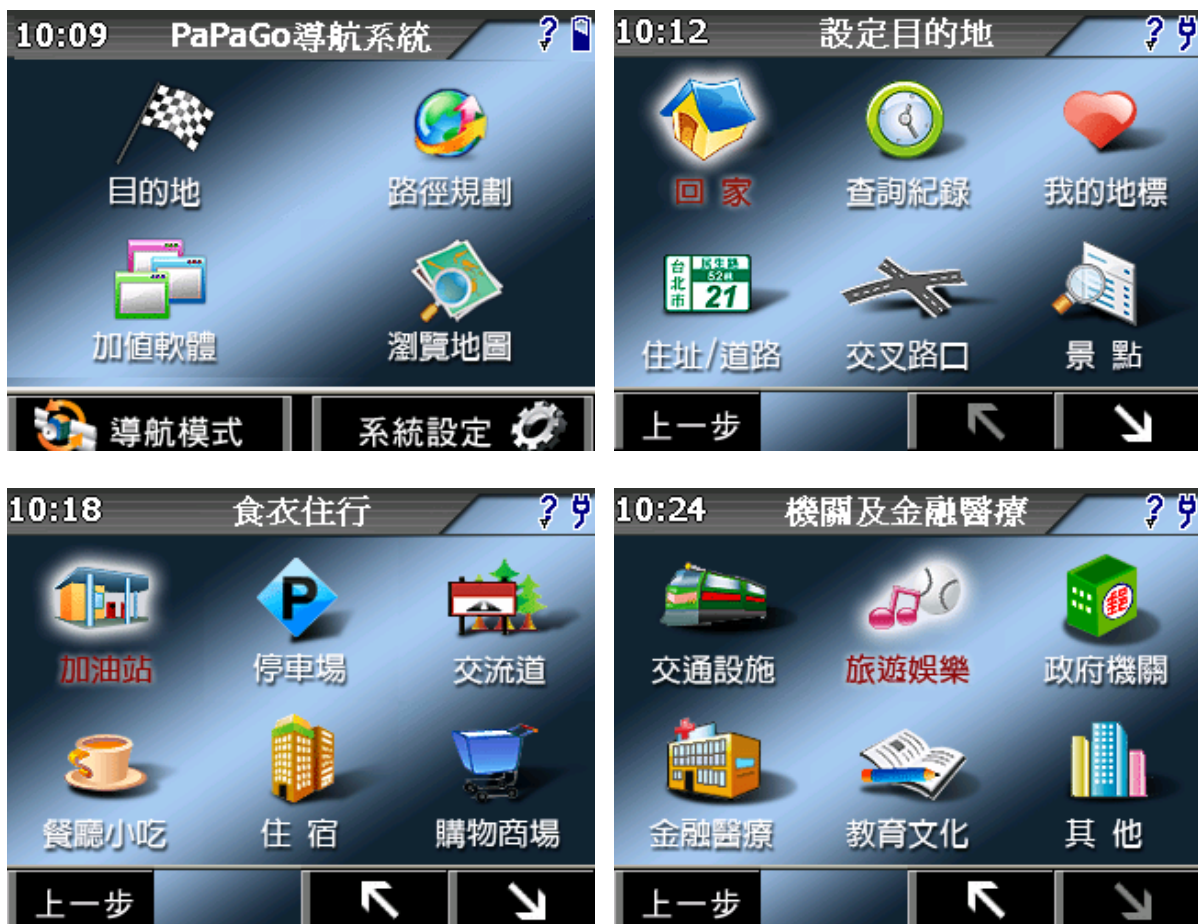 10:09 PaPaGo導航系統 ?
目的地 路徑規劃
加值軟體 瀏覽地圖
導航模式 系統設定
10:12 設定目的地 ?
回家 查詢紀錄 我的地標
台北市 民生路 52巷 21
住址/道路 交叉路口 景點
上一步
10:18 食衣住行 ?
P
加油站 停車場 交流道
餐廳小吃 住宿 購物商場
上一步
10:24 機關及金融醫療 ?
郵
交通設施 旅遊娛樂 政府機關
金融醫療 教育文化 其他
上一步